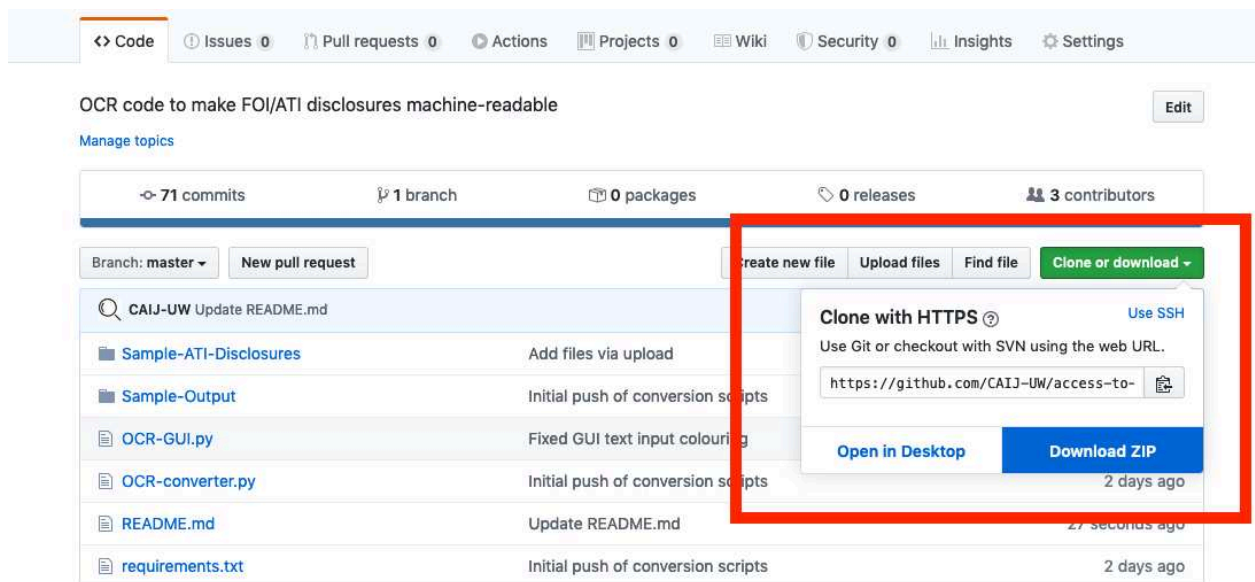 <> Code Issues 0 Pull requests 0 Actions Projects 0 Wiki Security 0 Insights Settings
OCR code to make FOI/ATI disclosures machine-readable Edit
Manage topics
71 commits 1 branch 0 packages 0 releases 3 contributors
Branch: master New pull request Create new file Upload files Find file Clone or download
CAIJ-UW Update README.md
Clone with HTTPS Use SSH
Use Git or checkout with SVN using the web URL.
https://github.com/CAIJ-UW/access-to-
Open in Desktop Download ZIP
Sample-ATI-Disclosures Add files via upload
Sample-Output Initial push of conversion scripts
OCR-GUI.py Fixed GUI text input colouring
OCR-converter.py Initial push of conversion scripts 2 days ago
README.md Update README.md 27 seconds ago
requirements.txt Initial push of conversion scripts 2 days ago